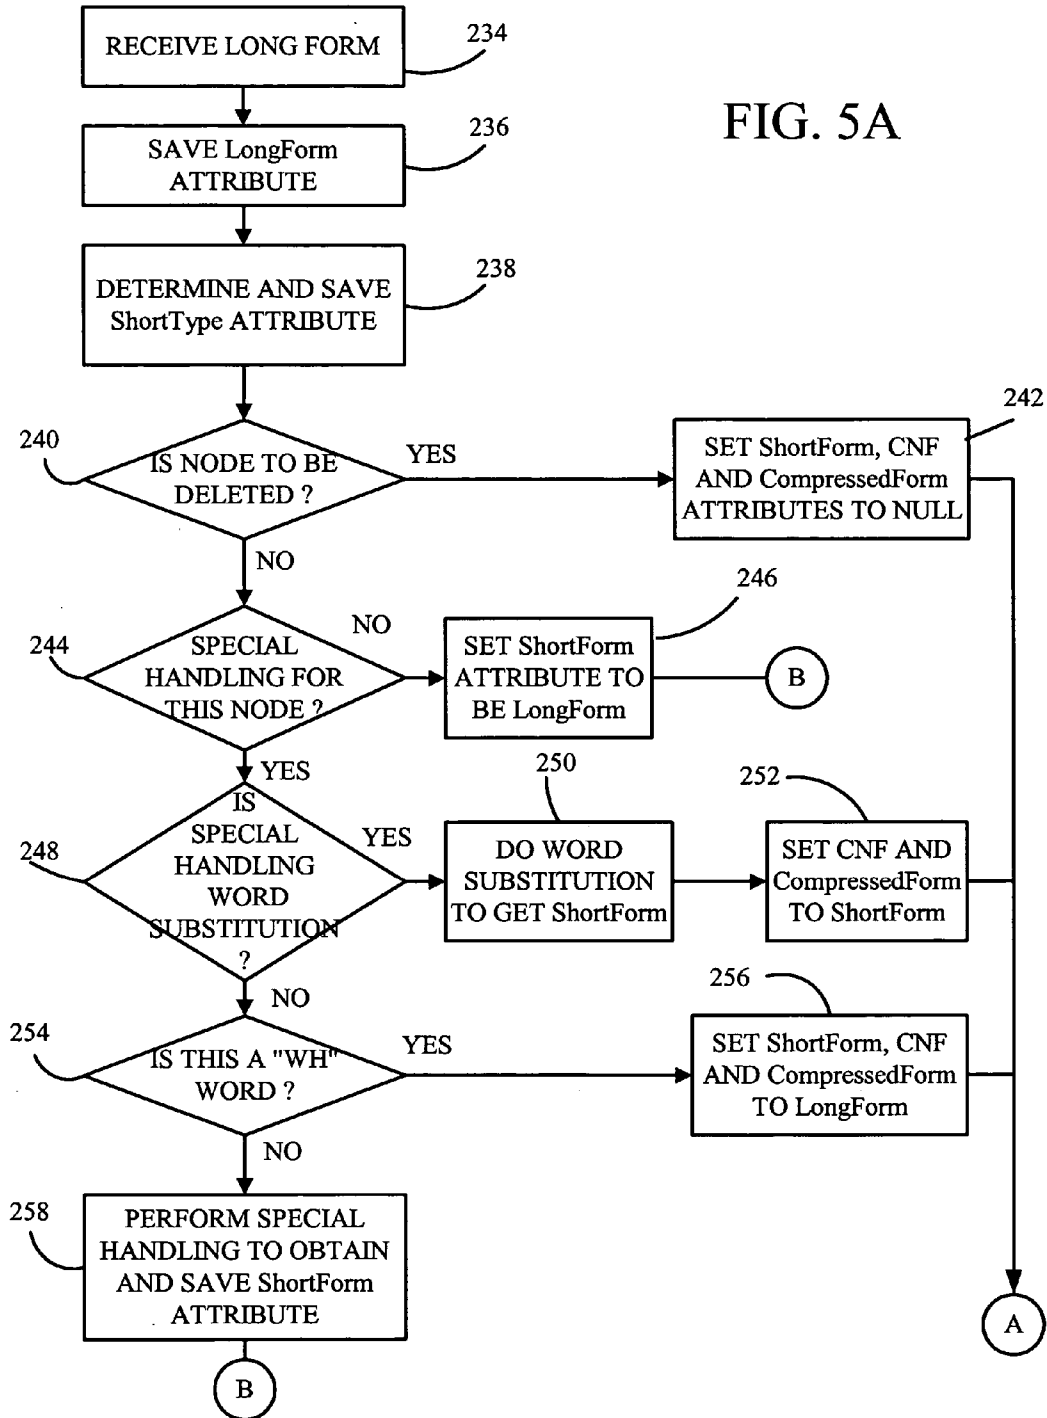 RECEIVE LONG FORM
234
FIG. 5A
SAVE LongForm
ATTRIBUTE
236
DETERMINE AND SAVE
ShortType ATTRIBUTE
238
240
IS NODE TO BE
DELETED ?
YES
NO
SET ShortForm, CNF
AND CompressedForm
ATTRIBUTES TO NULL
242
244
SPECIAL
HANDLING FOR
THIS NODE ?
NO
YES
SET ShortForm
ATTRIBUTE TO
BE LongForm
246
B
248
IS
SPECIAL
HANDLING
WORD
SUBSTITUTION
?
YES
NO
250
DO WORD
SUBSTITUTION
TO GET ShortForm
252
SET CNF AND
CompressedForm
TO ShortForm
254
IS THIS A "WH"
WORD ?
YES
NO
256
SET ShortForm, CNF
AND CompressedForm
TO LongForm
258
PERFORM SPECIAL
HANDLING TO OBTAIN
AND SAVE ShortForm
ATTRIBUTE
A
B